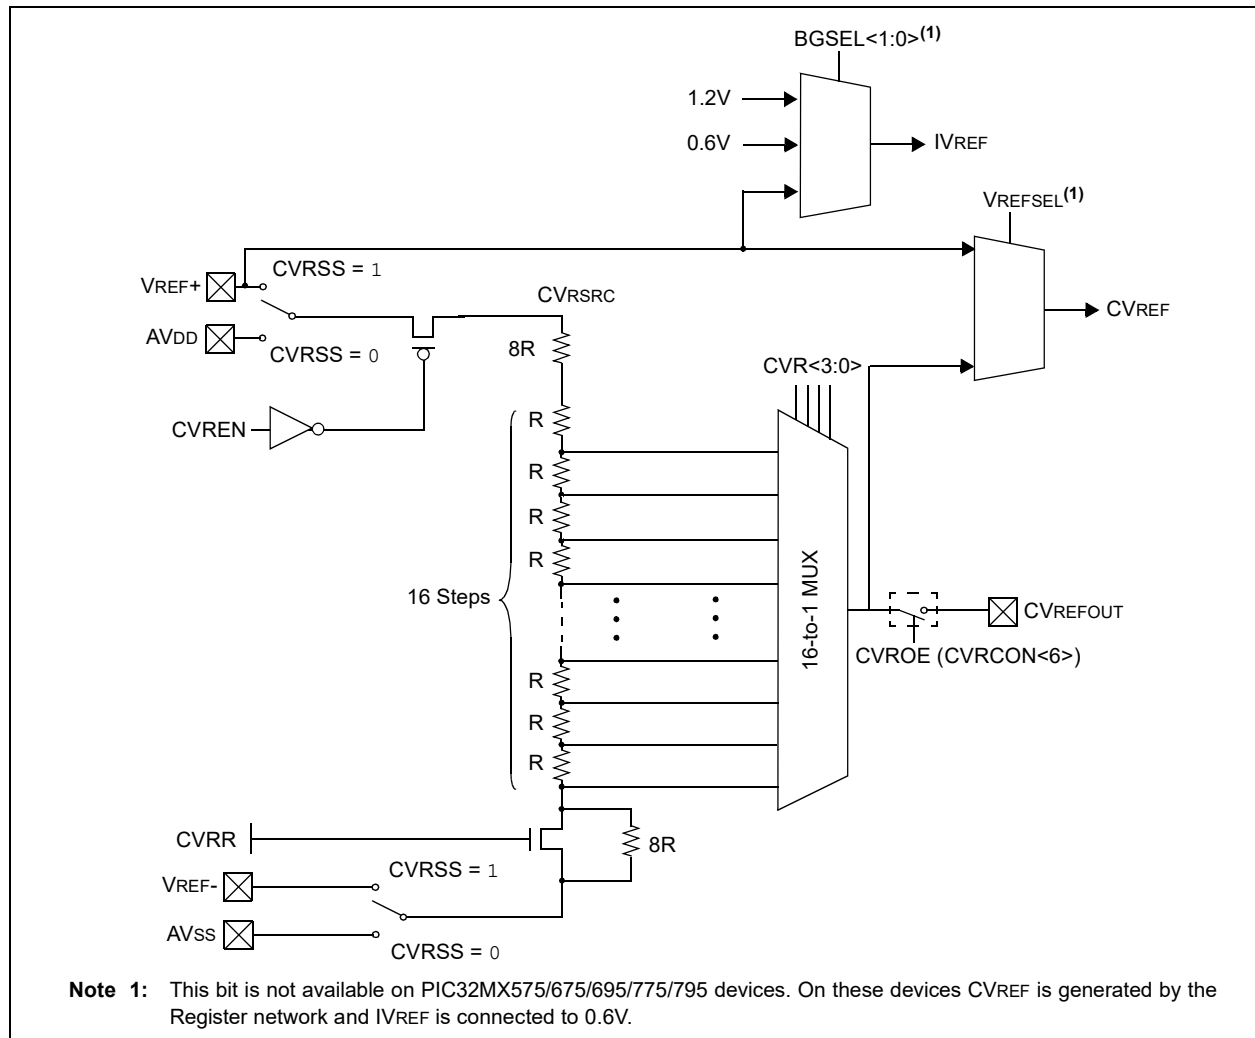 BGSEL<1:0>(1)
1.2V
0.6V
IVREF
VREFSEL(1)
CVRSS = 1
VREF+
CVRSRC
CVREF
AVDD
8R
CVRSS = 0
CVR<3:0>
R
CVREN
R
R
R
16 Steps
16-to-1 MUX
CVREFOUT
CVROE (CVRCON<6>)
R
R
R
CVRR
8R
CVRSS = 1
VREF-
AVSS
CVRSS = 0
Note 1: This bit is not available on PIC32MX575/675/695/775/795 devices. On these devices CVREF is generated by the
Register network and IVREF is connected to 0.6V.